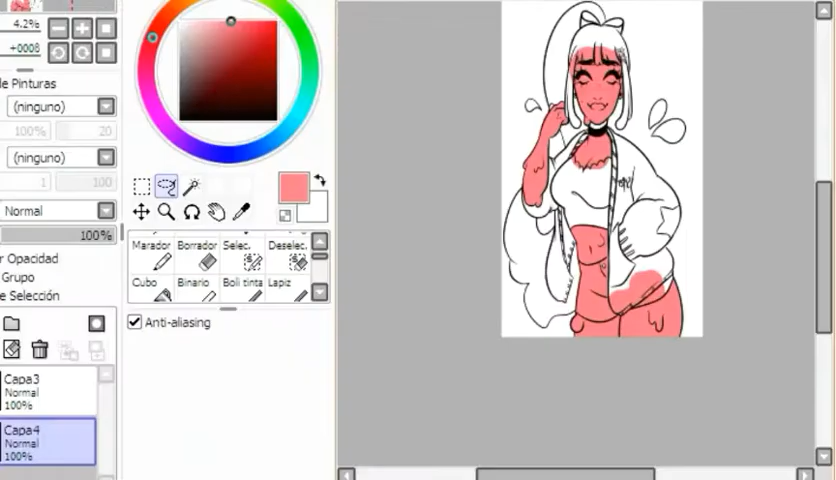 4.2%
+0008
de Pinturas
(ninguno)
100% 20
(ninguno)
1 100
Normal
100%
r Opacidad
Grupo
e Selección
Marador Borrador Selec. Deselec.
Cubo Binario Boli tinta Lapiz
Anti-aliasing
Capa3
Normal
100%
Capa4
Normal
100%